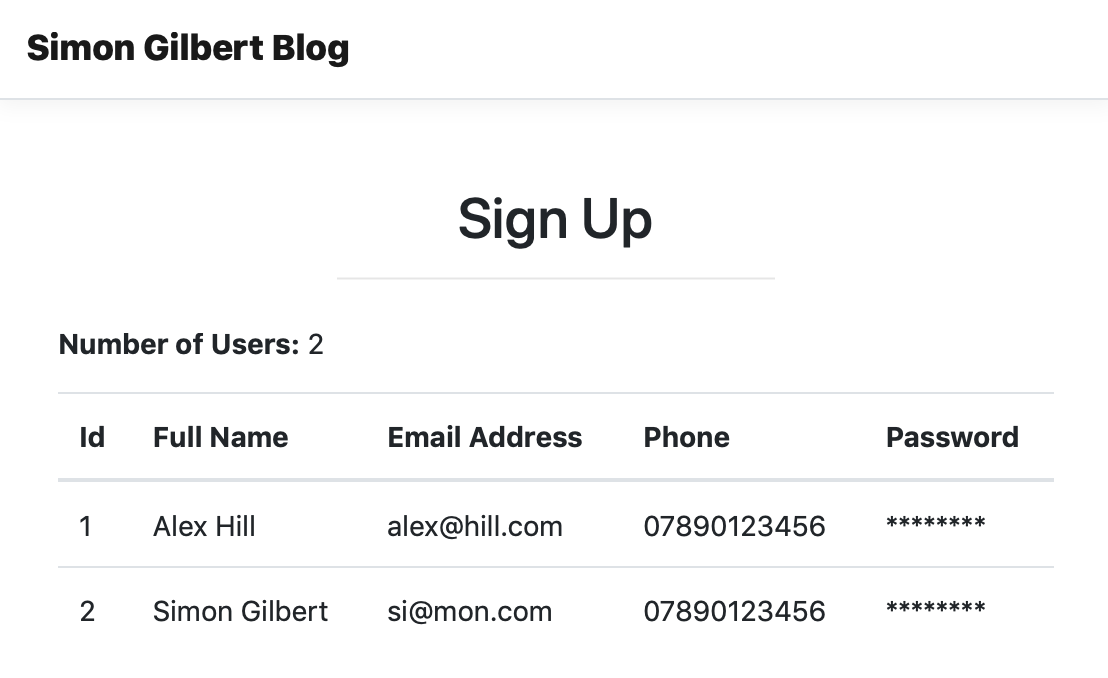 Simon Gilbert Blog
Sign Up
Number of Users: 2
Id Full Name Email Address Phone Password
1 Alex Hill alex@hill.com 07890123456 ********
2 Simon Gilbert si@mon.com 07890123456 ********